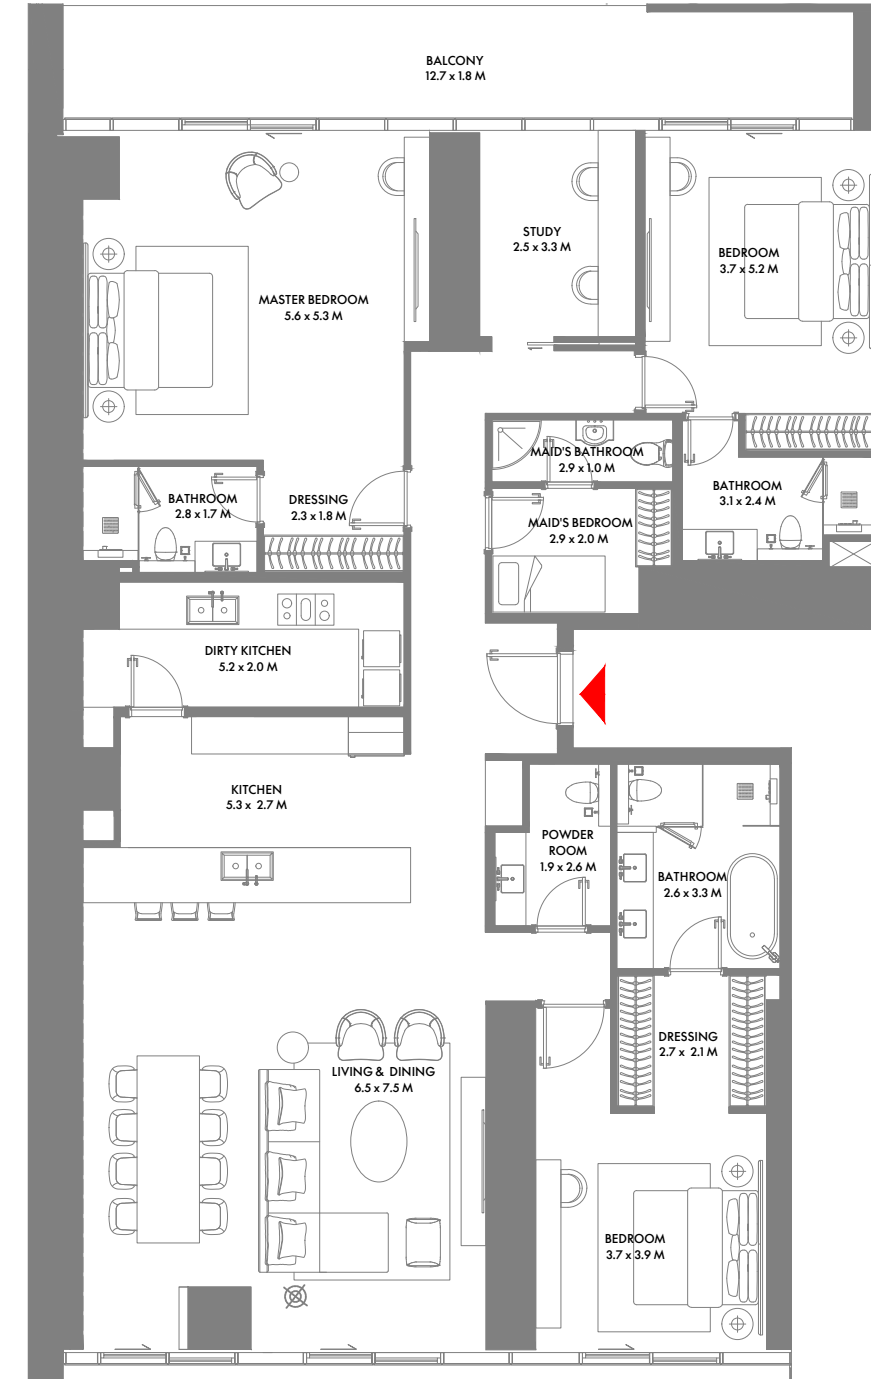 BALCONY
12.7 x 1.8 M
STUDY
2.5 x 3.3 M
BEDROOM
3.7 x 5.2 M
MASTER BEDROOM
5.6 x 5.3 M
MAID'S BATHROOM
2.9 x 1.0 M
BATHROOM
3.1 x 2.4 M
BATHROOM
2.8 x 1.7 M
DRESSING
2.3 x 1.8 M
MAID'S BEDROOM
2.9 x 2.0 M
DIRTY KITCHEN
5.2 x 2.0 M
KITCHEN
5.3 x 2.7 M
POWDER
ROOM
1.9 x 2.6 M
BATHROOM
2.6 x 3.3 M
DRESSING
2.7 x 2.1 M
LIVING & DINING
6.5 x 7.5 M
BEDROOM
3.7 x 3.9 M